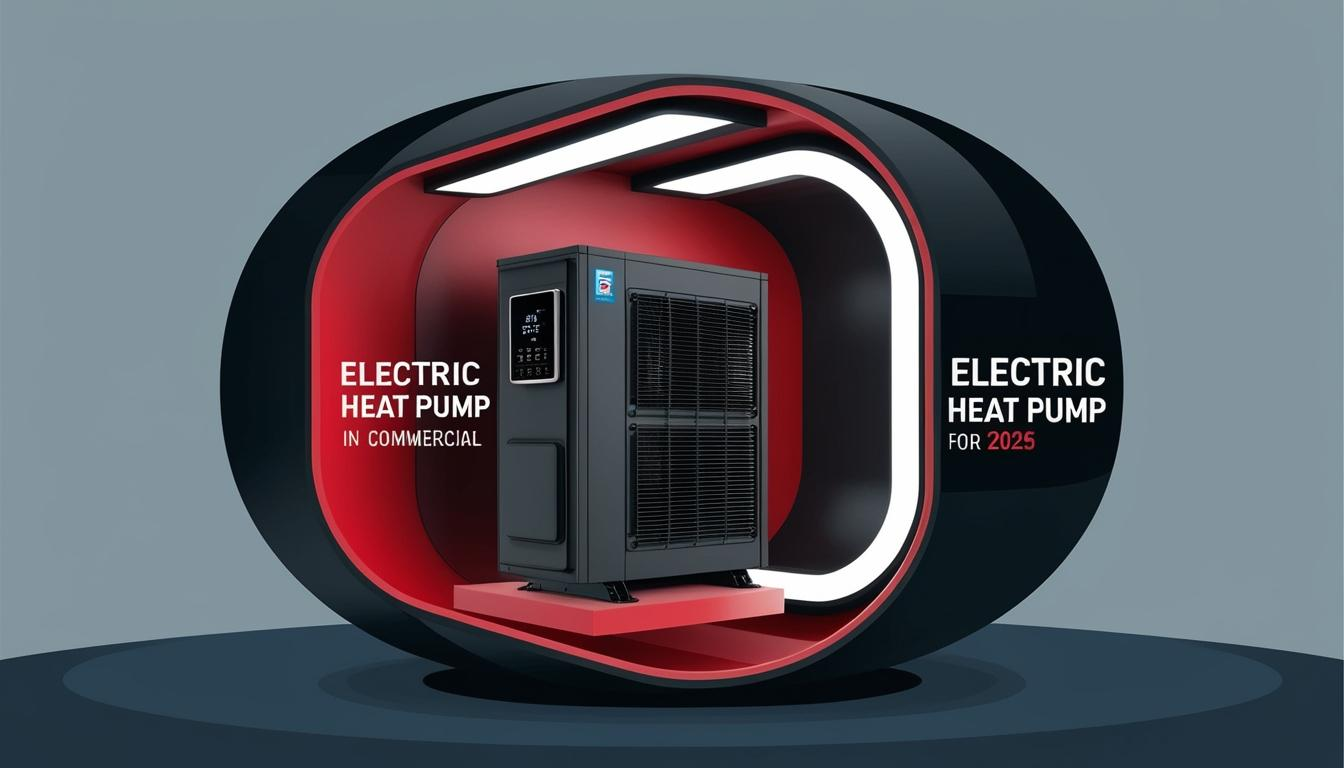 ELECTRIC
HEAT PUMP
IN COMMERCIAL
ELECTRIC
HEAT PUMP
FOR 2025